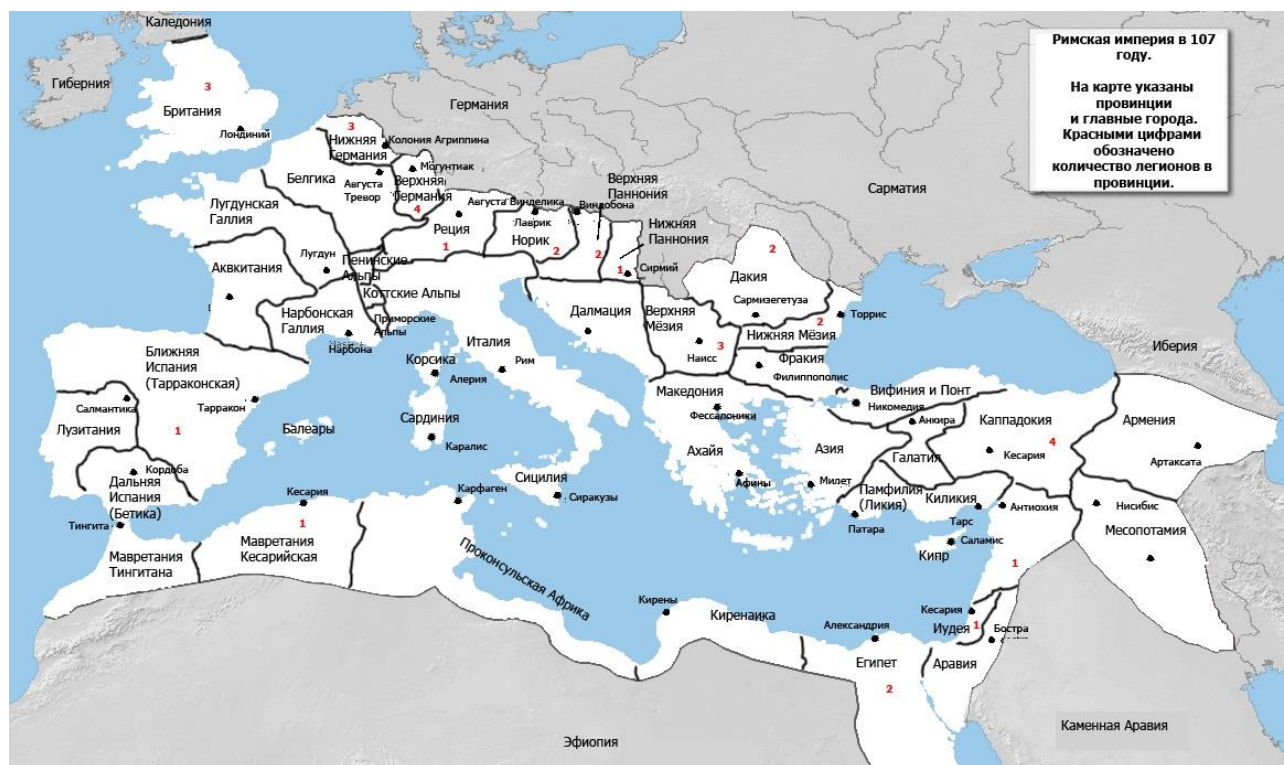 Каледония
Гиберния
3
Британия
Лондиний
Германия
Сарматия
Римская империя в 107
году.
На карте указаны
провинции
и главные города.
Красными цифрами
обозначено
количество легионов в
провинции.
3
Нижняя
Германия
Колония Агриппина
Белгика
Август
Тревор
Могунтиак
Верхняя
Германия
4
Верхняя
Паннония
Лугдунская
Галлия
Августа Винделика
Реция
1
Лаврик
Норик
2
Виндобона
2
Нижняя
Паннония
1
Сирмий
2
Дакия
Сармизегетуза
Аквкитания
Лугдун
Пенинские
Альпы
Коттские Альпы
Приморские
Альпы
Нарбонская
Галлия
Нарбона
Италия
Рим
Далмация
Верхняя
Мёзия
3
Наисс
2
Нижняя Мёзия
Торрис
Фракия
Филиппополис
Иберия
Ближняя
Испания
(Тарраконская)
Салмантика
Лузитания
Тарракон
1
Балеары
Корсика
Алерия
Сардиния
Каралис
Македония
Фессалоники
Вифиния и Понт
Никомедия
Анкира
Каппадокия
4
Кесария
Армения
Артаксата
Кордоба
Дальняя
Испания
(Бетика)
Тингита
Мавретания
Тингитана
Кесария
1
Мавретания
Кесарийская
Карфаген
Сицилия
Сиракузы
Ахайя
Афины
Азия
Милет
Галатия
Памфилия
(Ликия)
Патара
Киликия
Тарс
Антиохия
Саламис
Кипр
1
Нисибис
Месопотамия
Проконсульская Африка
Кирены
Киренаика
Александрия
Египет
2
Кесария
Иудея
1
Бостра
Аравия
Эфиопия
Каменная Аравия